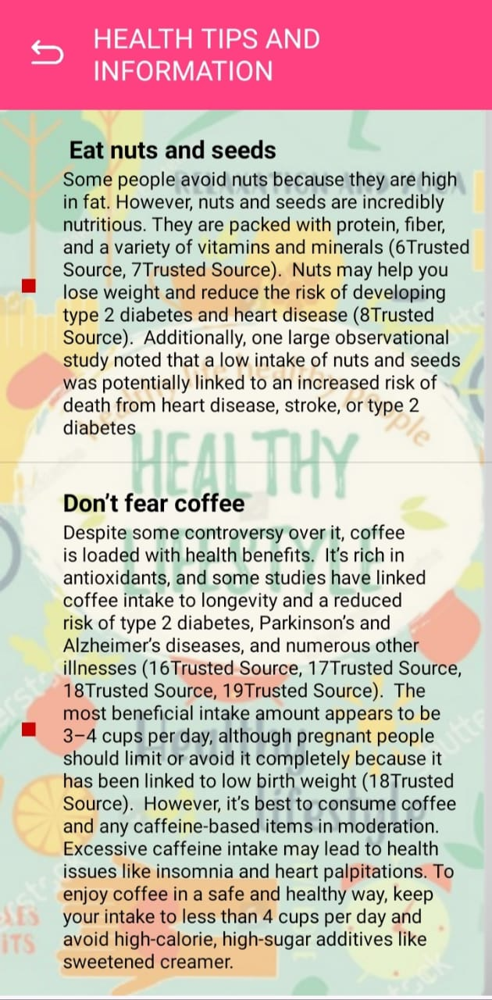 HEALTH TIPS AND
INFORMATION
Eat nuts and seeds
Some people avoid nuts because they are high
in fat. However, nuts and seeds are incredibly
nutritious. They are packed with protein, fiber,
and a variety of vitamins and minerals (6Trusted
Source, 7Trusted Source).  Nuts may help you
lose weight and reduce the risk of developing
type 2 diabetes and heart disease (8Trusted
Source).  Additionally, one large observational
study noted that a low intake of nuts and seeds
was potentially linked to an increased risk of
death from heart disease, stroke, or type 2
diabetes
HEALTHY
LIFESTYLE
Don't fear coffee
Despite some controversy over it, coffee
is loaded with health benefits.  It's rich in
antioxidants, and some studies have linked
coffee intake to longevity and a reduced
risk of type 2 diabetes, Parkinson's and
Alzheimer's diseases, and numerous other
illnesses (16Trusted Source, 17Trusted Source,
18Trusted Source, 19Trusted Source).  The
most beneficial intake amount appears to be
3–4 cups per day, although pregnant people
should limit or avoid it completely because it
has been linked to low birth weight (18Trusted
Source).  However, it's best to consume coffee
and any caffeine-based items in moderation.
Excessive caffeine intake may lead to health
issues like insomnia and heart palpitations. To
enjoy coffee in a safe and healthy way, keep
your intake to less than 4 cups per day and
avoid high-calorie, high-sugar additives like
sweetened creamer.